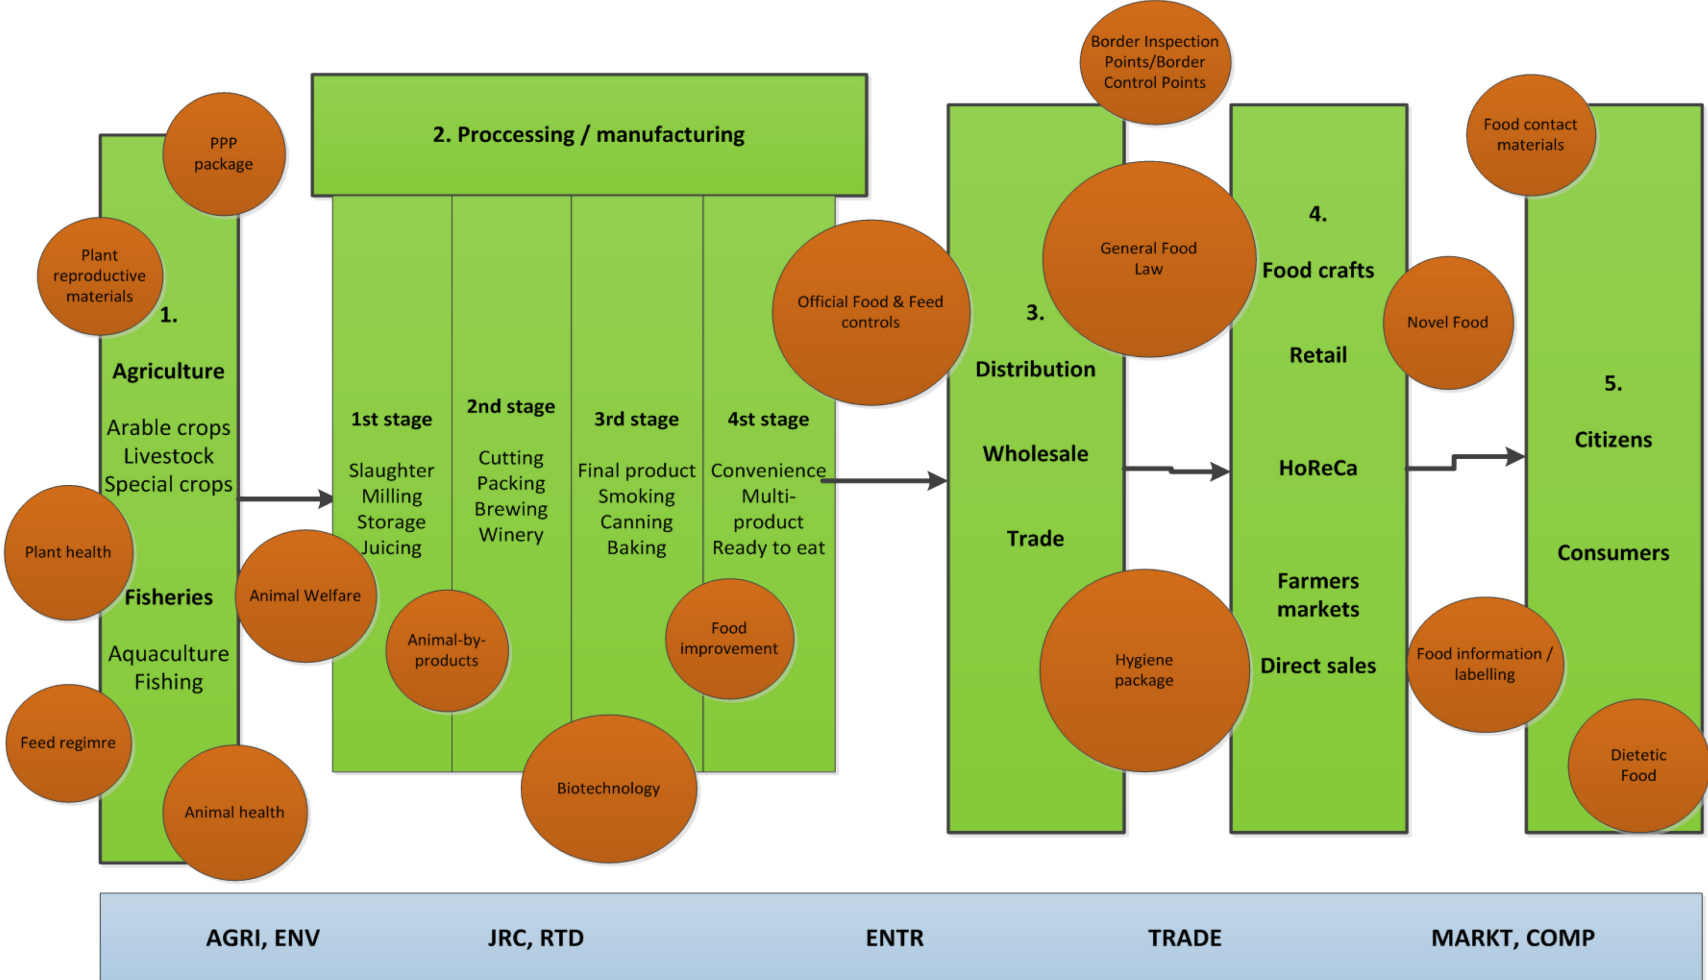 Border Inspection
Points/Border
Control Points
PPP
package
2. Proccessing / manufacturing
Food contact
materials
Plant
reproductive
materials
1.
Agriculture
Arable crops
Livestock
Special crops
Plant health
Fisheries
Aquaculture
Fishing
Feed regimre
Animal health
Animal Welfare
1st stage
Slaughter
Milling
Storage
Juicing
2nd stage
Cutting
Packing
Brewing
Winery
3rd stage
Final product
Smoking
Canning
Baking
4st stage
Convenience
Multi-
product
Ready to eat
Animal-by-
products
Food
improvement
Biotechnology
Official Food & Feed
controls
3.
Distribution
Wholesale
Trade
General Food
Law
Hygiene
package
4.
Food crafts
Retail
HoReCa
Farmers
markets
Direct sales
Novel Food
Food information /
labelling
5.
Citizens
Consumers
Dietetic
Food
AGRI, ENV
JRC, RTD
ENTR
TRADE
MARKT, COMP